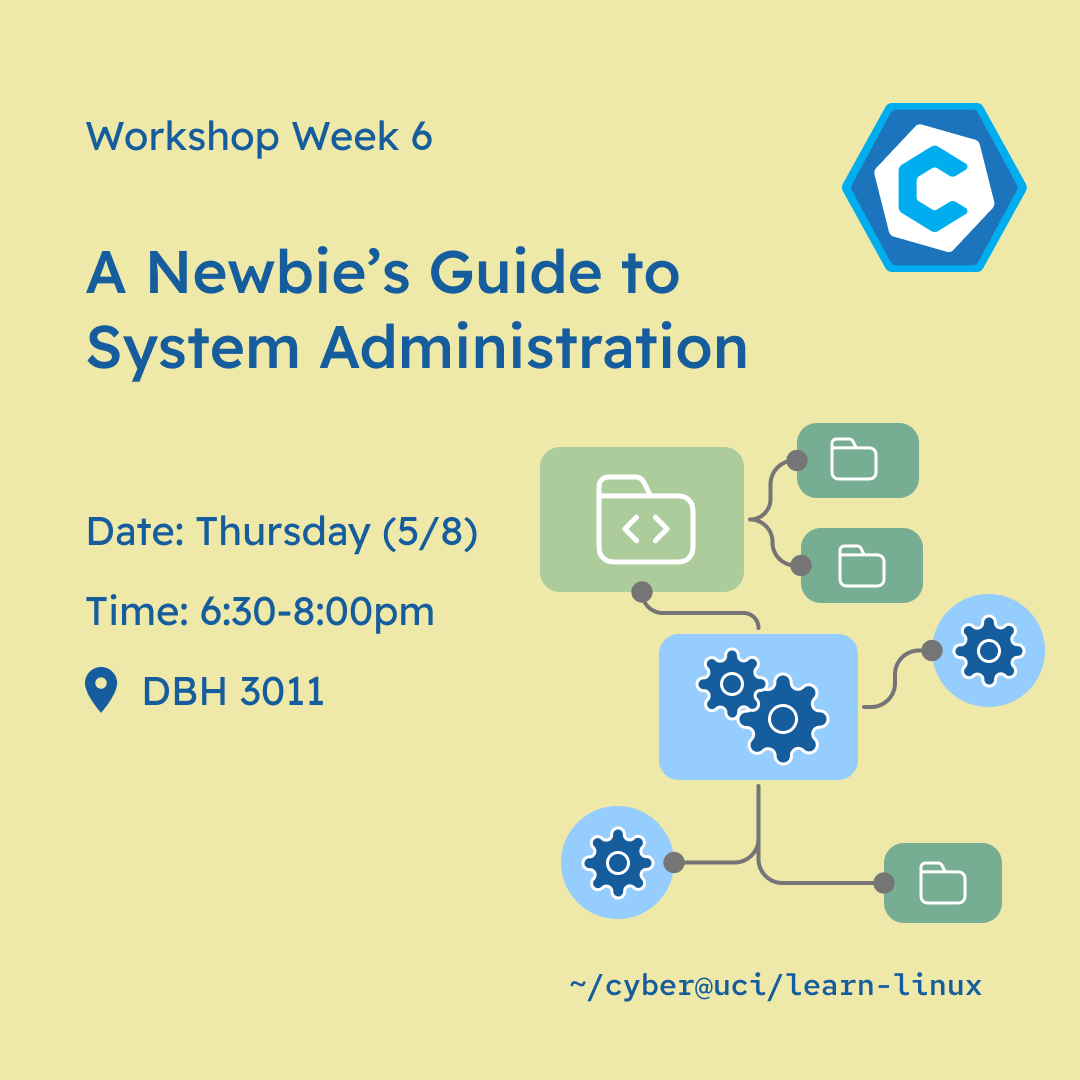 Workshop Week 6
A Newbie’s Guide to
System Administration
Date: Thursday (5/8)
Time: 6:30-8:00pm
DBH 3011
~/cyber@uci/learn-linux